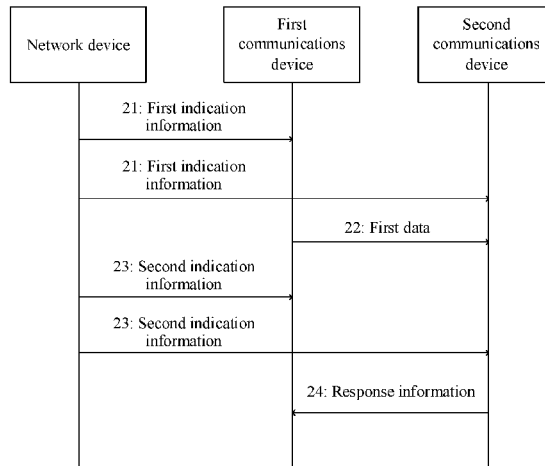 Network device
First
communications
device
Second
communications
device
21: First indication
information
21: First indication
information
22: First data
23: Second indication
information
23: Second indication
information
24: Response information